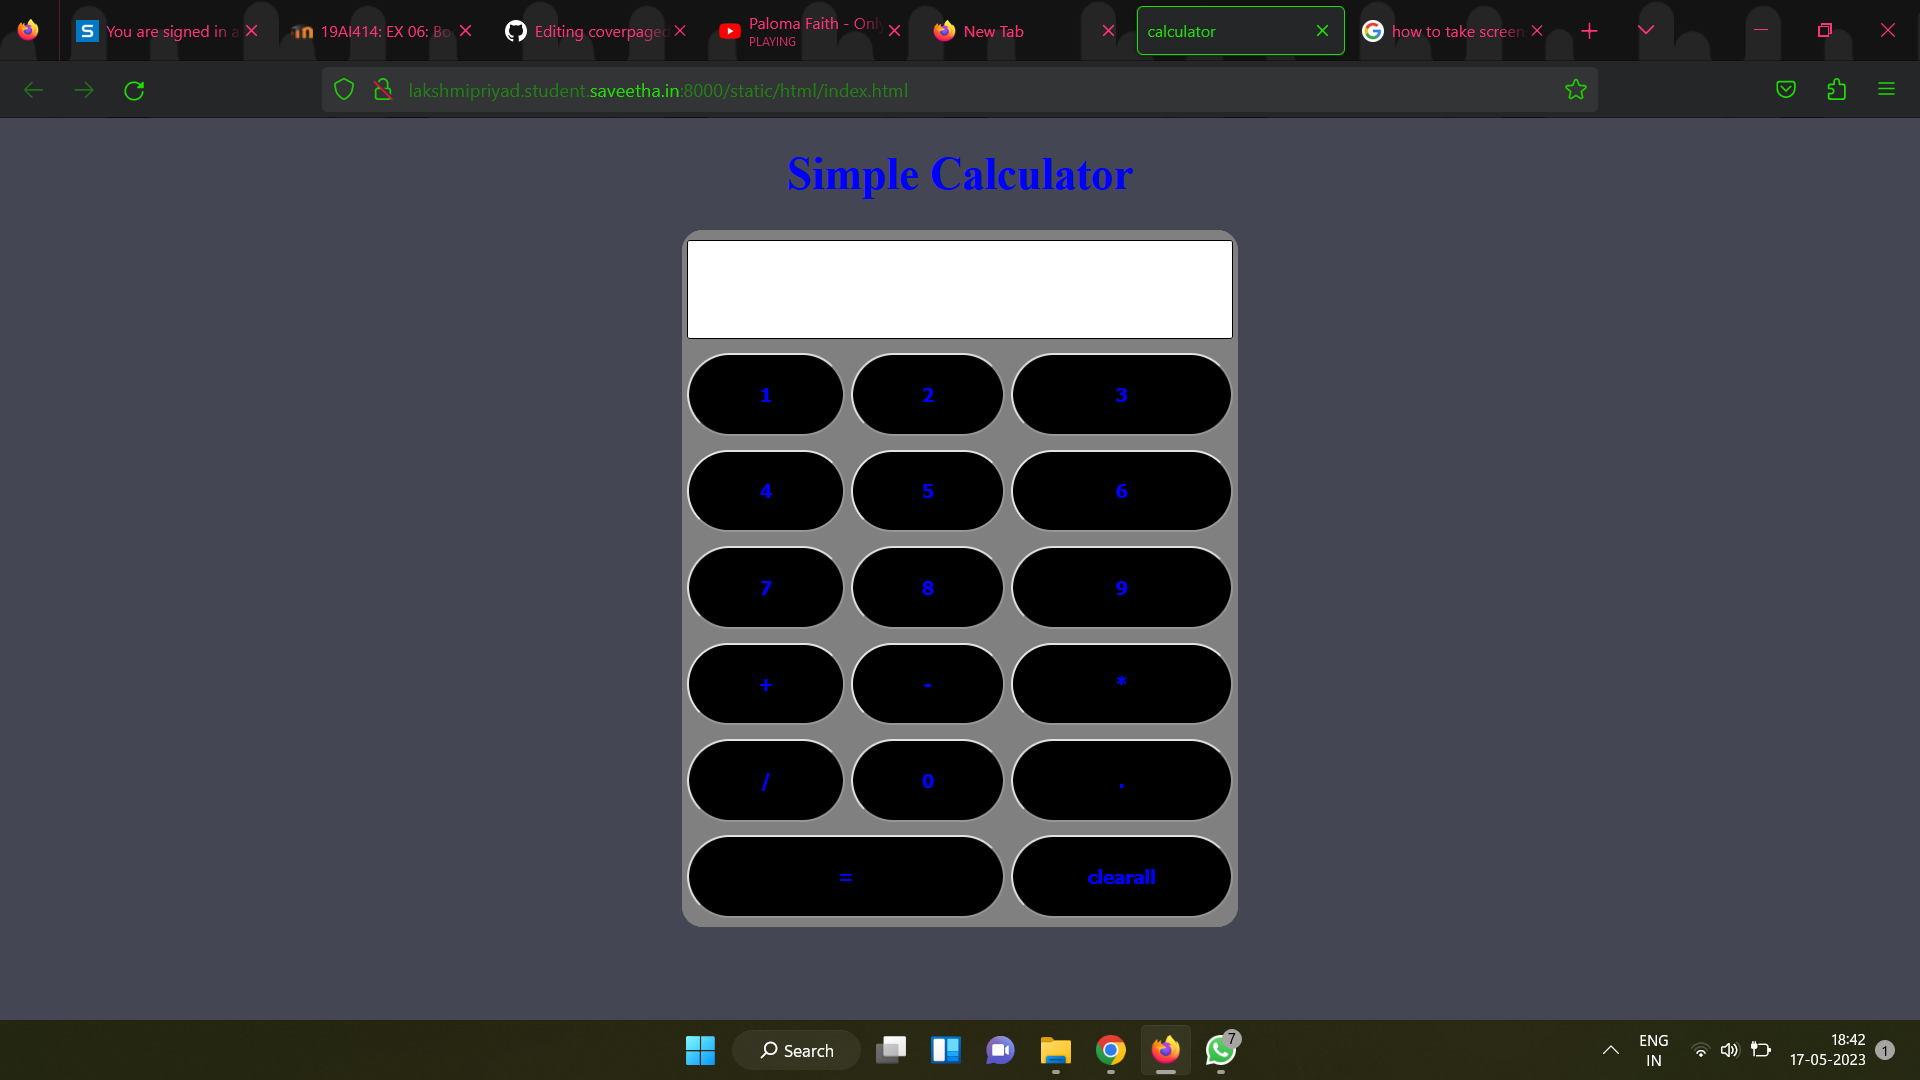 You are signed in a
19AI414: EX 06: Bo
Editing coverpaged
Paloma Faith - Only
PLAYING
New Tab
calculator
how to take screen
lakshmipriyad.student.saveetha.in:8000/static/html/index.html
Simple Calculator
1 2 3
4 5 6
7 8 9
+ - *
/ 0 .
= clearall
Search
7
ENG
IN
18:42
17-05-2023
1